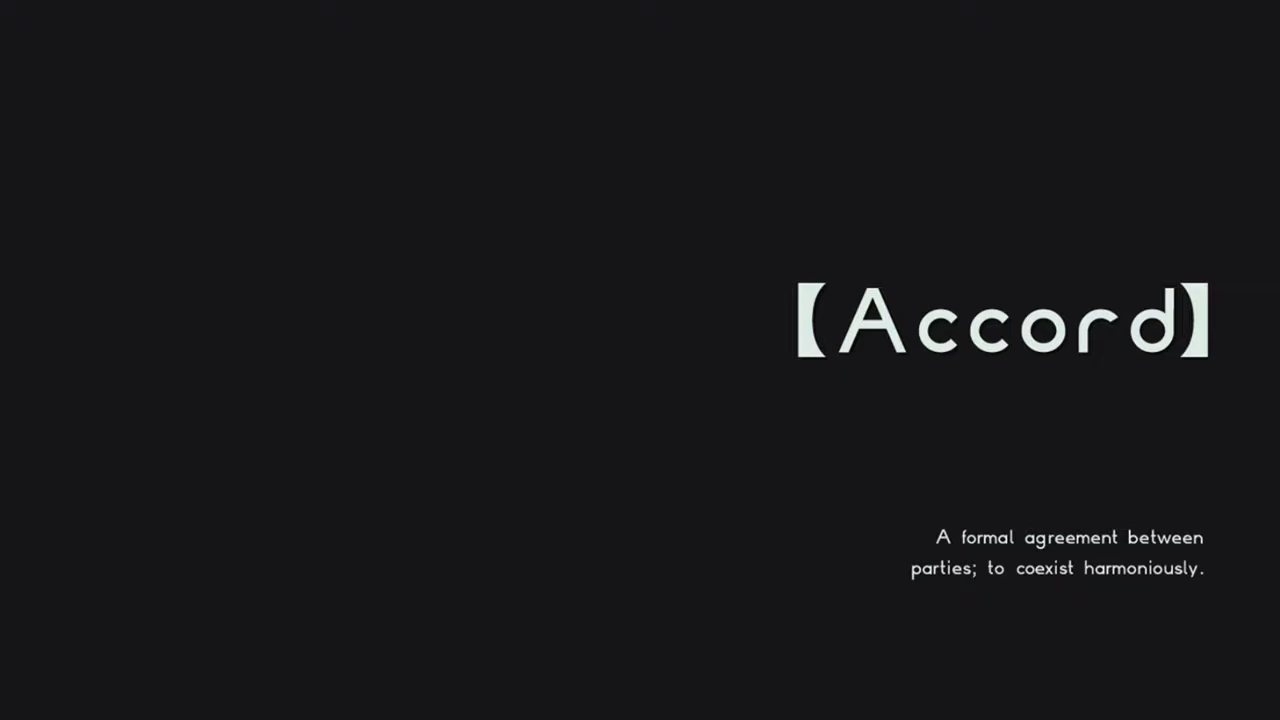 【Accord】
A formal agreement between
parties; to coexist harmoniously.